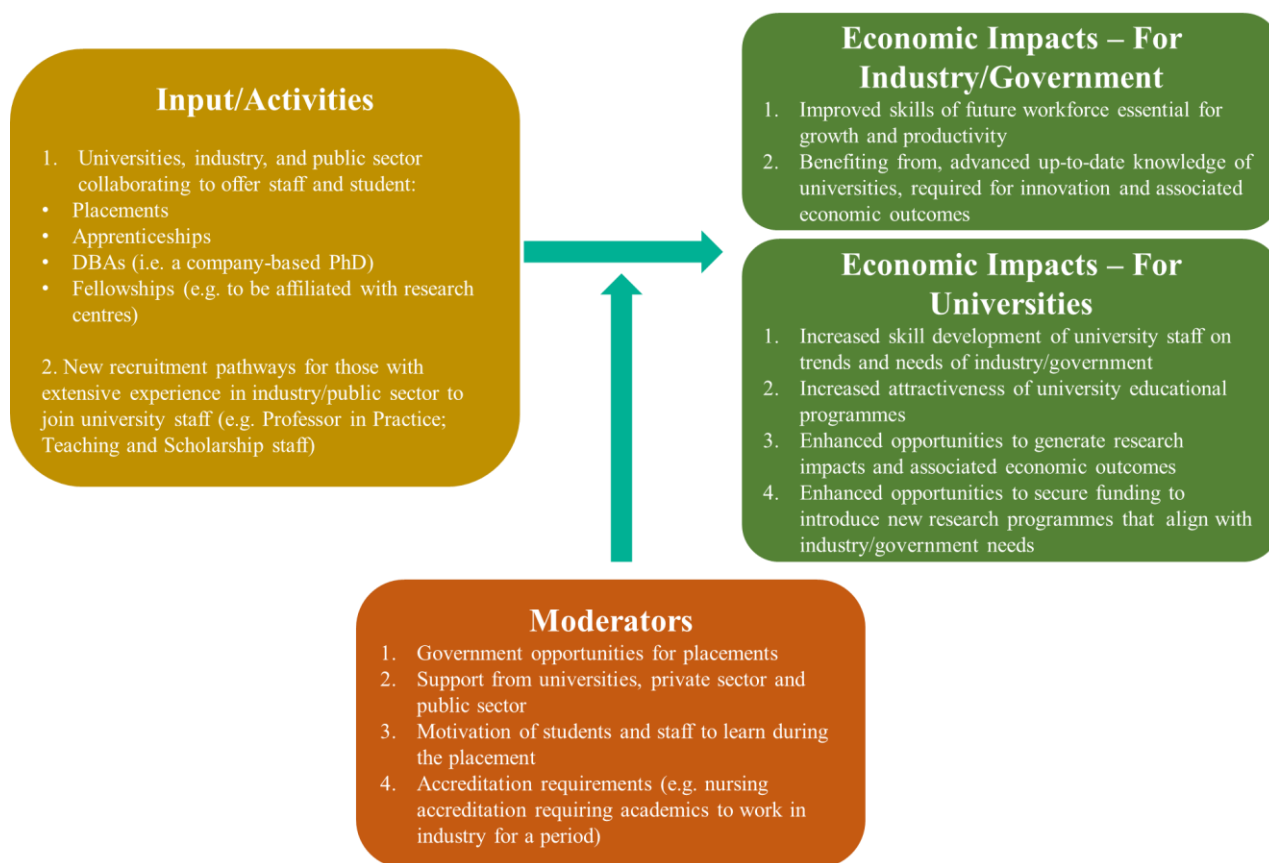 Input/Activities
1. Universities, industry, and public sector
collaborating to offer staff and student:
• Placements
• Apprenticeships
• DBAs (i.e. a company-based PhD)
• Fellowships (e.g. to be affiliated with research
centres)
2. New recruitment pathways for those with
extensive experience in industry/public sector to
join university staff (e.g. Professor in Practice;
Teaching and Scholarship staff)
Economic Impacts – For
Industry/Government
1. Improved skills of future workforce essential for
growth and productivity
2. Benefiting from, advanced up-to-date knowledge of
universities, required for innovation and associated
economic outcomes
Economic Impacts – For
Universities
1. Increased skill development of university staff on
trends and needs of industry/government
2. Increased attractiveness of university educational
programmes
3. Enhanced opportunities to generate research
impacts and associated economic outcomes
4. Enhanced opportunities to secure funding to
introduce new research programmes that align with
industry/government needs
Moderators
1. Government opportunities for placements
2. Support from universities, private sector and
public sector
3. Motivation of students and staff to learn during
the placement
4. Accreditation requirements (e.g. nursing
accreditation requiring academics to work in
industry for a period)